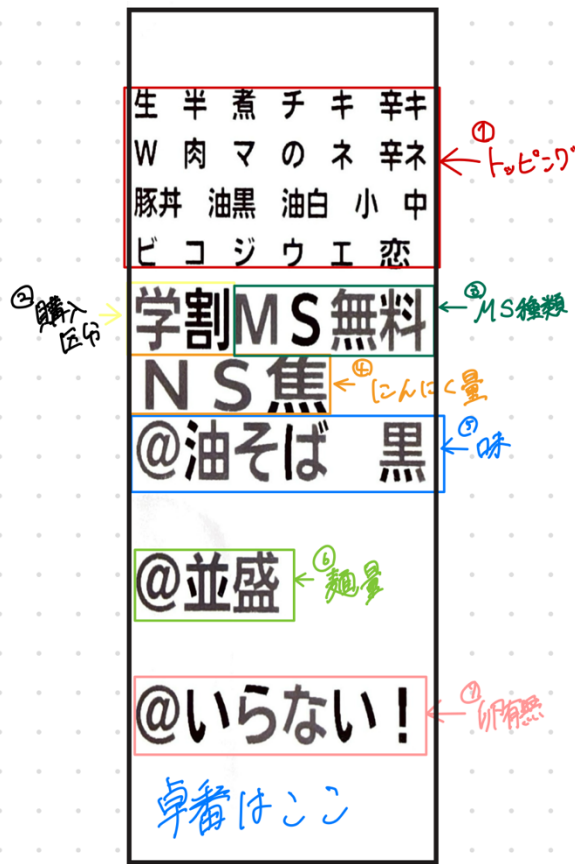 生 半 煮 チ キ 辛キ
W 肉 マ の ネ 辛ネ
① トッピング
豚丼 油黒 油白 小 中
ビ コ ジ ウ エ 恋
② 購入区分
学割MS無料
③ MS種類
NS焦
④ にんにく量
@油そば 黒
⑤ 味
@並盛
⑥ 麺量
@いらない！
⑦ 卵有無
卓番はここ